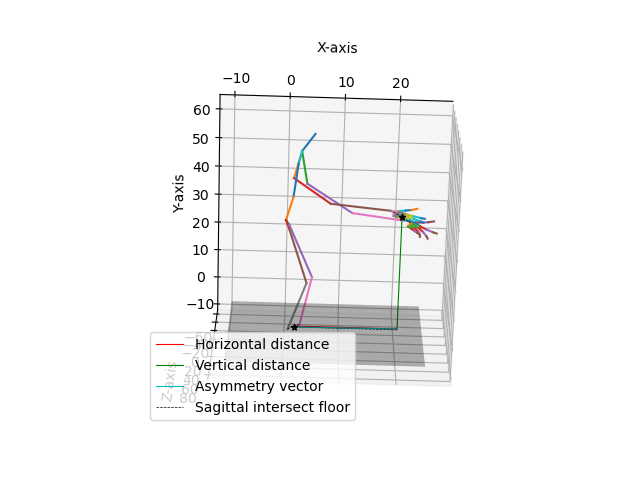 X-axis
−10 0 10 20
60
50
40
30
20
10
0
−10
Y-axis
Z-axis
Horizontal distance
Vertical distance
Asymmetry vector
Sagittal intersect floor